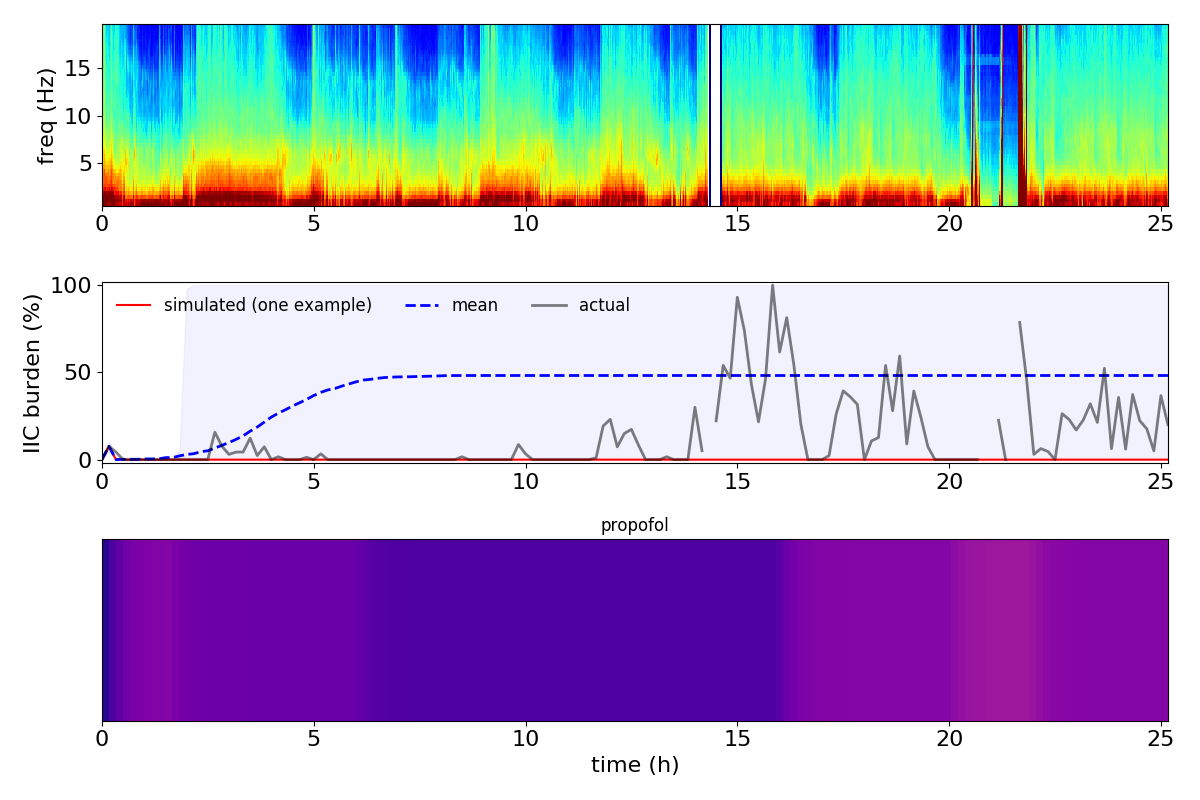 freq (Hz)
15
10
5
0 5 10 15 20 25
IIC burden (%)
100
50
0
simulated (one example) mean actual
0 5 10 15 20 25
propofol
0 5 10 15 20 25
time (h)